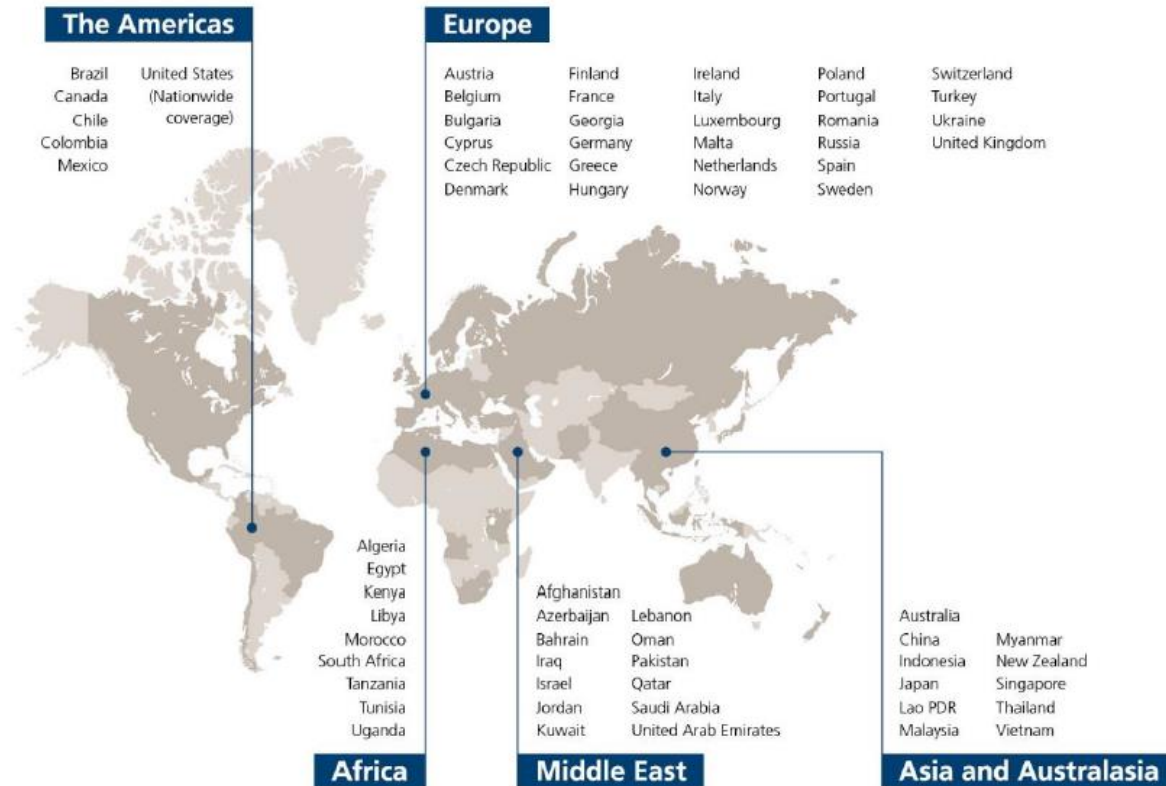 The Americas
Brazil
Canada
Chile
Colombia
Mexico
United States
(Nationwide
coverage)
Europe
Austria
Belgium
Bulgaria
Cyprus
Czech Republic
Denmark
Finland
France
Georgia
Germany
Greece
Hungary
Ireland
Italy
Luxembourg
Malta
Netherlands
Norway
Poland
Portugal
Romania
Russia
Spain
Sweden
Switzerland
Turkey
Ukraine
United Kingdom
Algeria
Egypt
Kenya
Libya
Morocco
South Africa
Tanzania
Tunisia
Uganda
Africa
Afghanistan
Azerbaijan
Bahrain
Iraq
Israel
Jordan
Kuwait
Lebanon
Oman
Pakistan
Qatar
Saudi Arabia
United Arab Emirates
Middle East
Australia
China
Indonesia
Japan
Lao PDR
Malaysia
Myanmar
New Zealand
Singapore
Thailand
Vietnam
Asia and Australasia